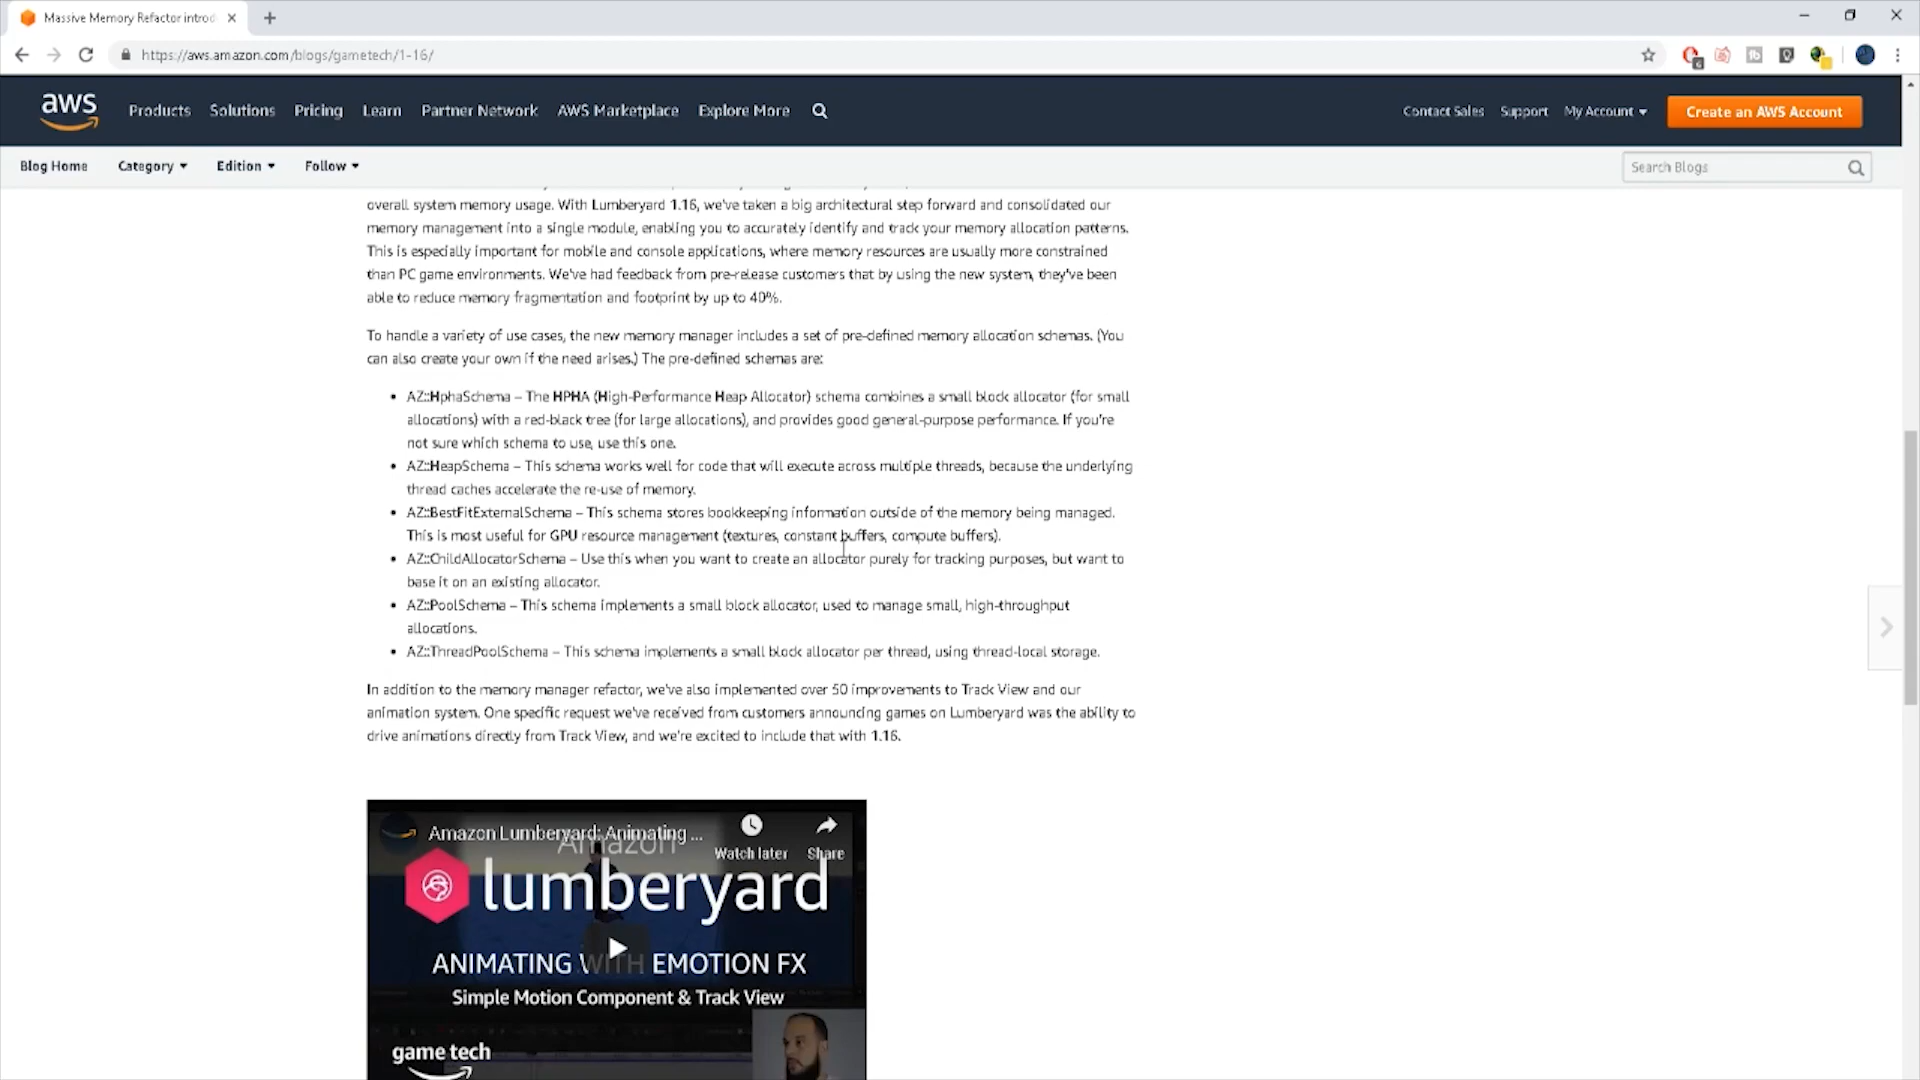 Massive Memory Refactor introd
https://aws.amazon.com/blogs/gametech/1-16/
aws
Products
Solutions
Pricing
Learn
Partner Network
AWS Marketplace
Explore More
Contact Sales
Support
My Account
Create an AWS Account
Blog Home
Category
Edition
Follow
Search Blogs
overall system memory usage. With Lumberyard 1.16, we've taken a big architectural step forward and consolidated our
memory management into a single module, enabling you to accurately identify and track your memory allocation patterns.
This is especially important for mobile and console applications, where memory resources are usually more constrained
than PC game environments. We've had feedback from pre-release customers that by using the new system, they've been
able to reduce memory fragmentation and footprint by up to 40%.
To handle a variety of use cases, the new memory manager includes a set of pre-defined memory allocation schemas. (You
can also create your own if the need arises.) The pre-defined schemas are:
• AZ::HphaSchema – The HPHA (High-Performance Heap Allocator) schema combines a small block allocator (for small
allocations) with a red-black tree (for large allocations), and provides good general-purpose performance. If you're
not sure which schema to use, use this one.
• AZ::HeapSchema – This schema works well for code that will execute across multiple threads, because the underlying
thread caches accelerate the re-use of memory.
• AZ::BestFitExternalSchema – This schema stores bookkeeping information outside of the memory being managed.
This is most useful for GPU resource management (textures, constant buffers, compute buffers).
• AZ::ChildAllocatorSchema – Use this when you want to create an allocator purely for tracking purposes, but want to
base it on an existing allocator.
• AZ::PoolSchema – This schema implements a small block allocator, used to manage small, high-throughput
allocations.
• AZ::ThreadPoolSchema – This schema implements a small block allocator per thread, using thread-local storage.
In addition to the memory manager refactor, we've also implemented over 50 improvements to Track View and our
animation system. One specific request we've received from customers announcing games on Lumberyard was the ability to
drive animations directly from Track View, and we're excited to include that with 1.16.
Amazon Lumberyard: Animating ...
Watch later
Share
Amazon
lumberyard
ANIMATING WITH EMOTION FX
Simple Motion Component & Track View
game tech